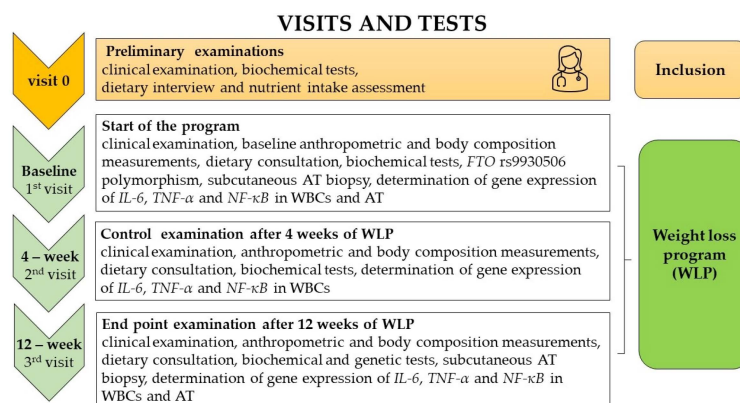 VISITS AND TESTS
visit 0
Preliminary examinations
clinical examination, biochemical tests,
dietary interview and nutrient intake assessment
Inclusion
Baseline
1st visit
Start of the program
clinical examination, baseline anthropometric and body composition
measurements, dietary consultation, biochemical tests, FTO rs9930506
polymorphism, subcutaneous AT biopsy, determination of gene expression
of IL-6, TNF-α and NF-κB in WBCs and AT
4 – week
2nd visit
Control examination after 4 weeks of WLP
clinical examination, anthropometric and body composition measurements,
dietary consultation, biochemical tests, determination of gene expression
of IL-6, TNF-α and NF-κB in WBCs
12 – week
3rd visit
End point examination after 12 weeks of WLP
clinical examination, anthropometric and body composition measurements,
dietary consultation, biochemical and genetic tests, subcutaneous AT
biopsy, determination of gene expression of IL-6, TNF-α and NF-κB in
WBCs and AT
Weight loss
program
(WLP)